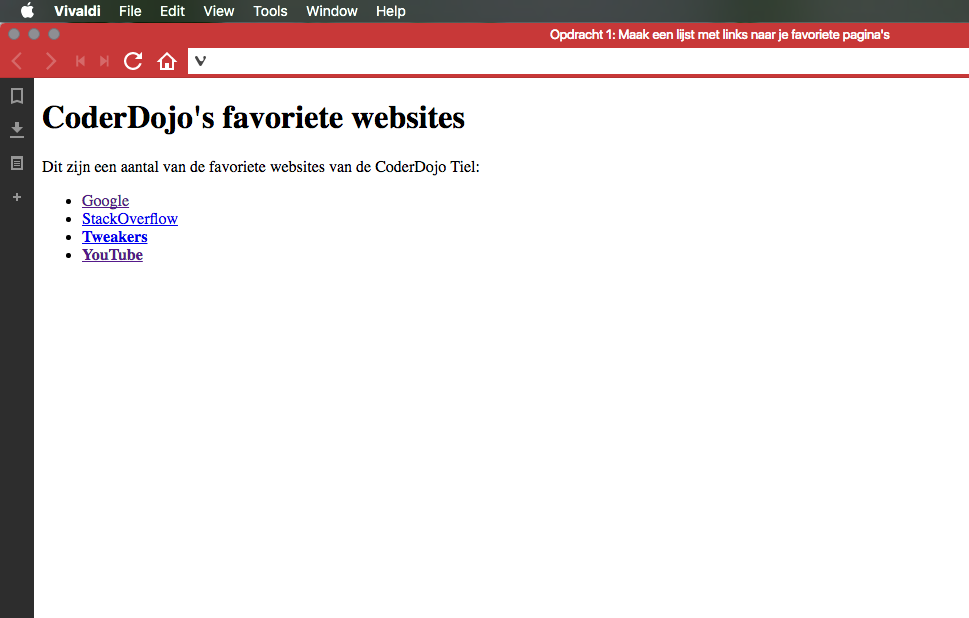 Vivaldi File Edit View Tools Window Help
Opdracht 1: Maak een lijst met links naar je favoriete pagina's
CoderDojo's favoriete websites
Dit zijn een aantal van de favoriete websites van de CoderDojo Tiel:
Google
StackOverflow
Tweakers
YouTube